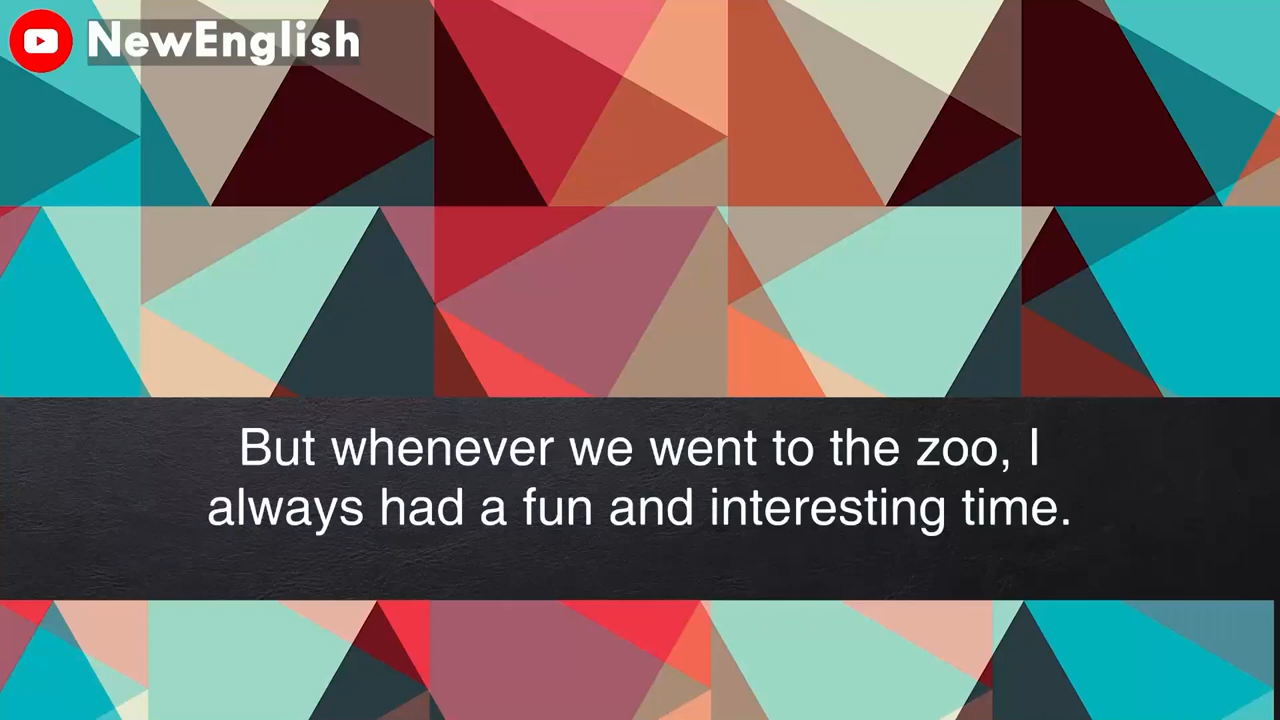 NewEnglish
But whenever we went to the zoo, I
always had a fun and interesting time.